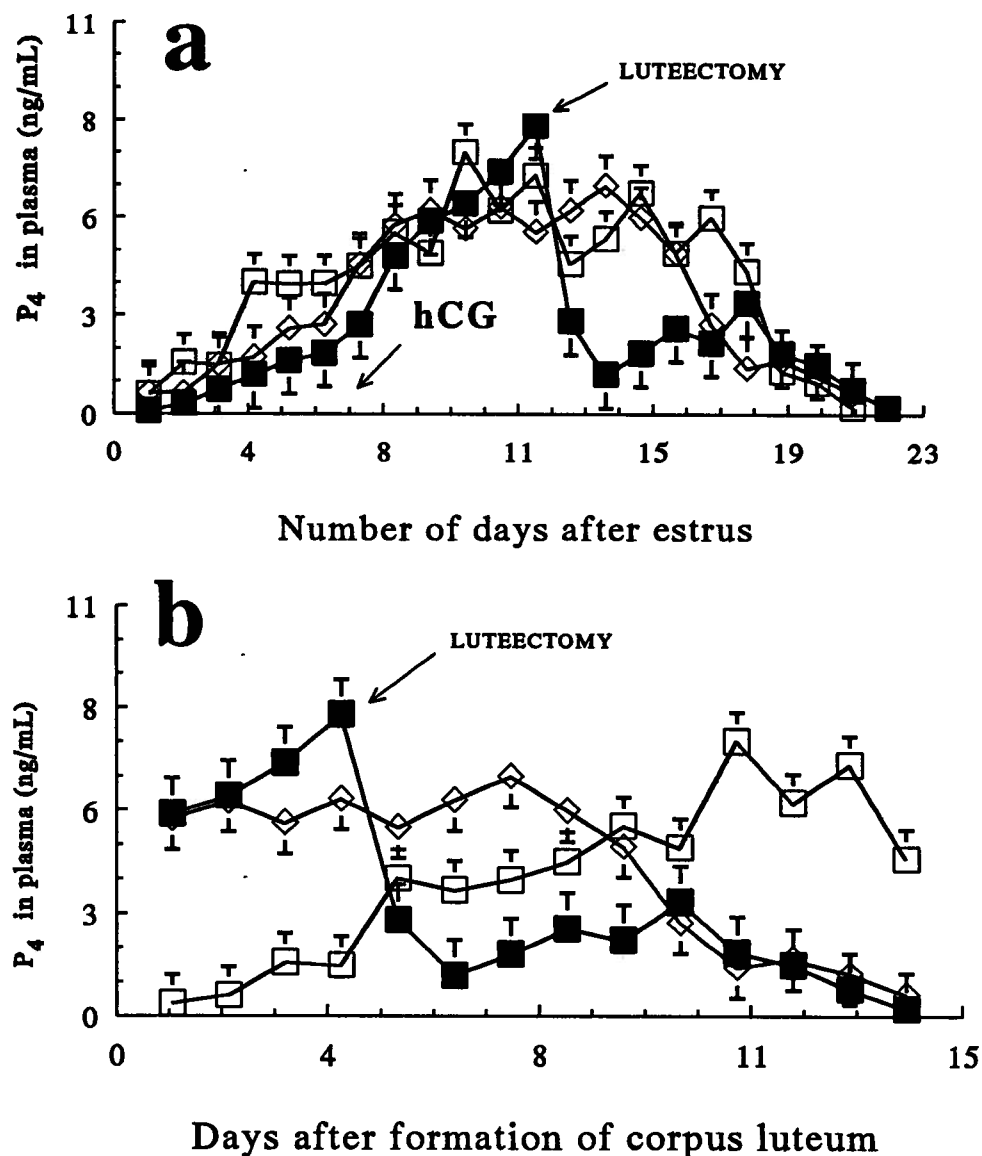 a
P4 in plasma (ng/mL)
11
8
6
3
0
LUTEECTOMY
hCG
0 4 8 11 15 19 23
Number of days after estrus
b
P4 in plasma (ng/mL)
11
8
6
3
0
LUTEECTOMY
0 4 8 11 15
Days after formation of corpus luteum